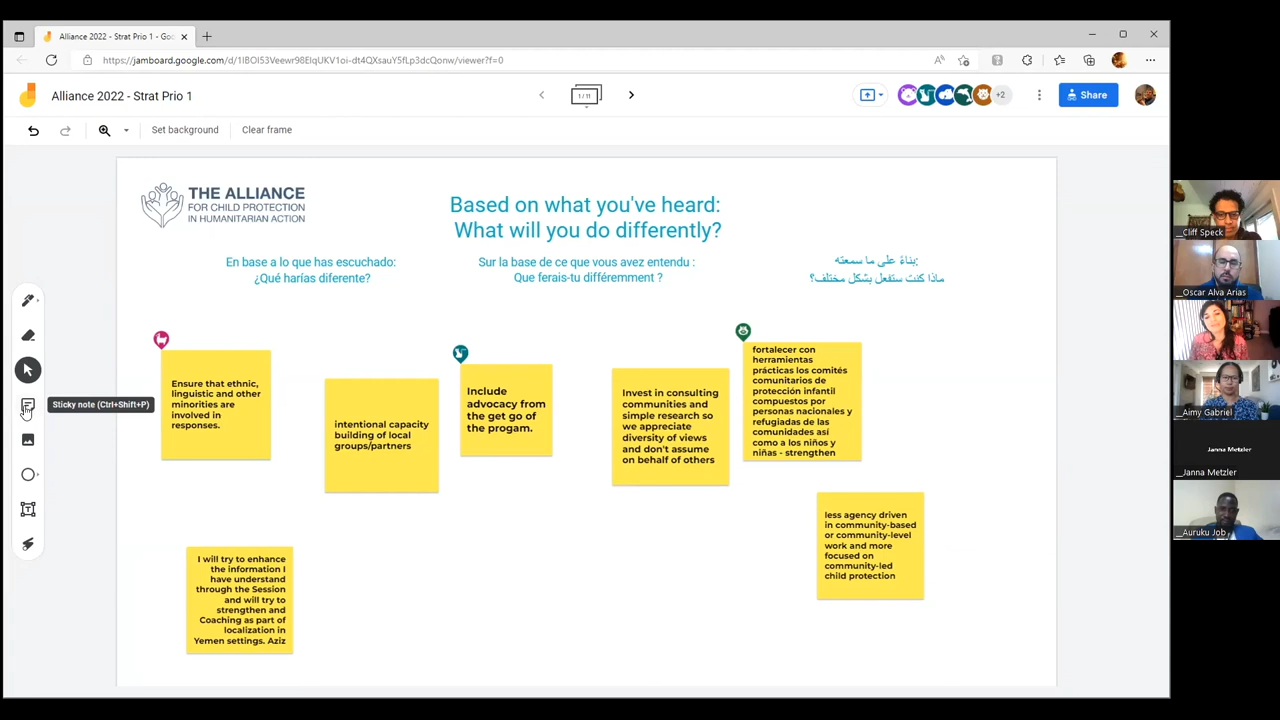 Alliance 2022 - Strat Prio 1 - Goo
https://jamboard.google.com/d/
/viewer?f=0
Alliance 2022 - Strat Prio 1
1 / 11
+2
Share
Set background
Clear frame
THE ALLIANCE
FOR CHILD PROTECTION
IN HUMANITARIAN ACTION
Based on what you've heard:
What will you do differently?
En base a lo que has escuchado:
¿Qué harías diferente?
Sur la base de ce que vous avez entendu :
Que ferais-tu différemment ?
بناءً على ما سمعته:
ماذا كنت ستفعل بشكل مختلف؟
Sticky note (Ctrl+Shift+P)
Ensure that ethnic,
linguistic and other
minorities are
involved in
responses.
intentional capacity
building of local
groups/partners
Include
advocacy from
the get go of
the progam.
Invest in consulting
communities and
simple research so
we appreciate
diversity of views
and don't assume
on behalf of others
fortalecer con
herramientas
prácticas los comités
comunitarios de
protección infantil
compuestos por
personas nacionales y
refugiadas de las
comunidades así
como a los niños y
niñas - strengthen
less agency driven
in community-based
or community-level
work and more
focused on
community-led
child protection
I will try to enhance
the information I
have understand
through the Session
and will try to
strengthen and
Coaching as part of
localization in
Yemen settings. Aziz
__Cliff Speck
__Oscar Alva Arias
__Aimy Gabriel
Janna Metzler
__Janna Metzler
__Auruku Job